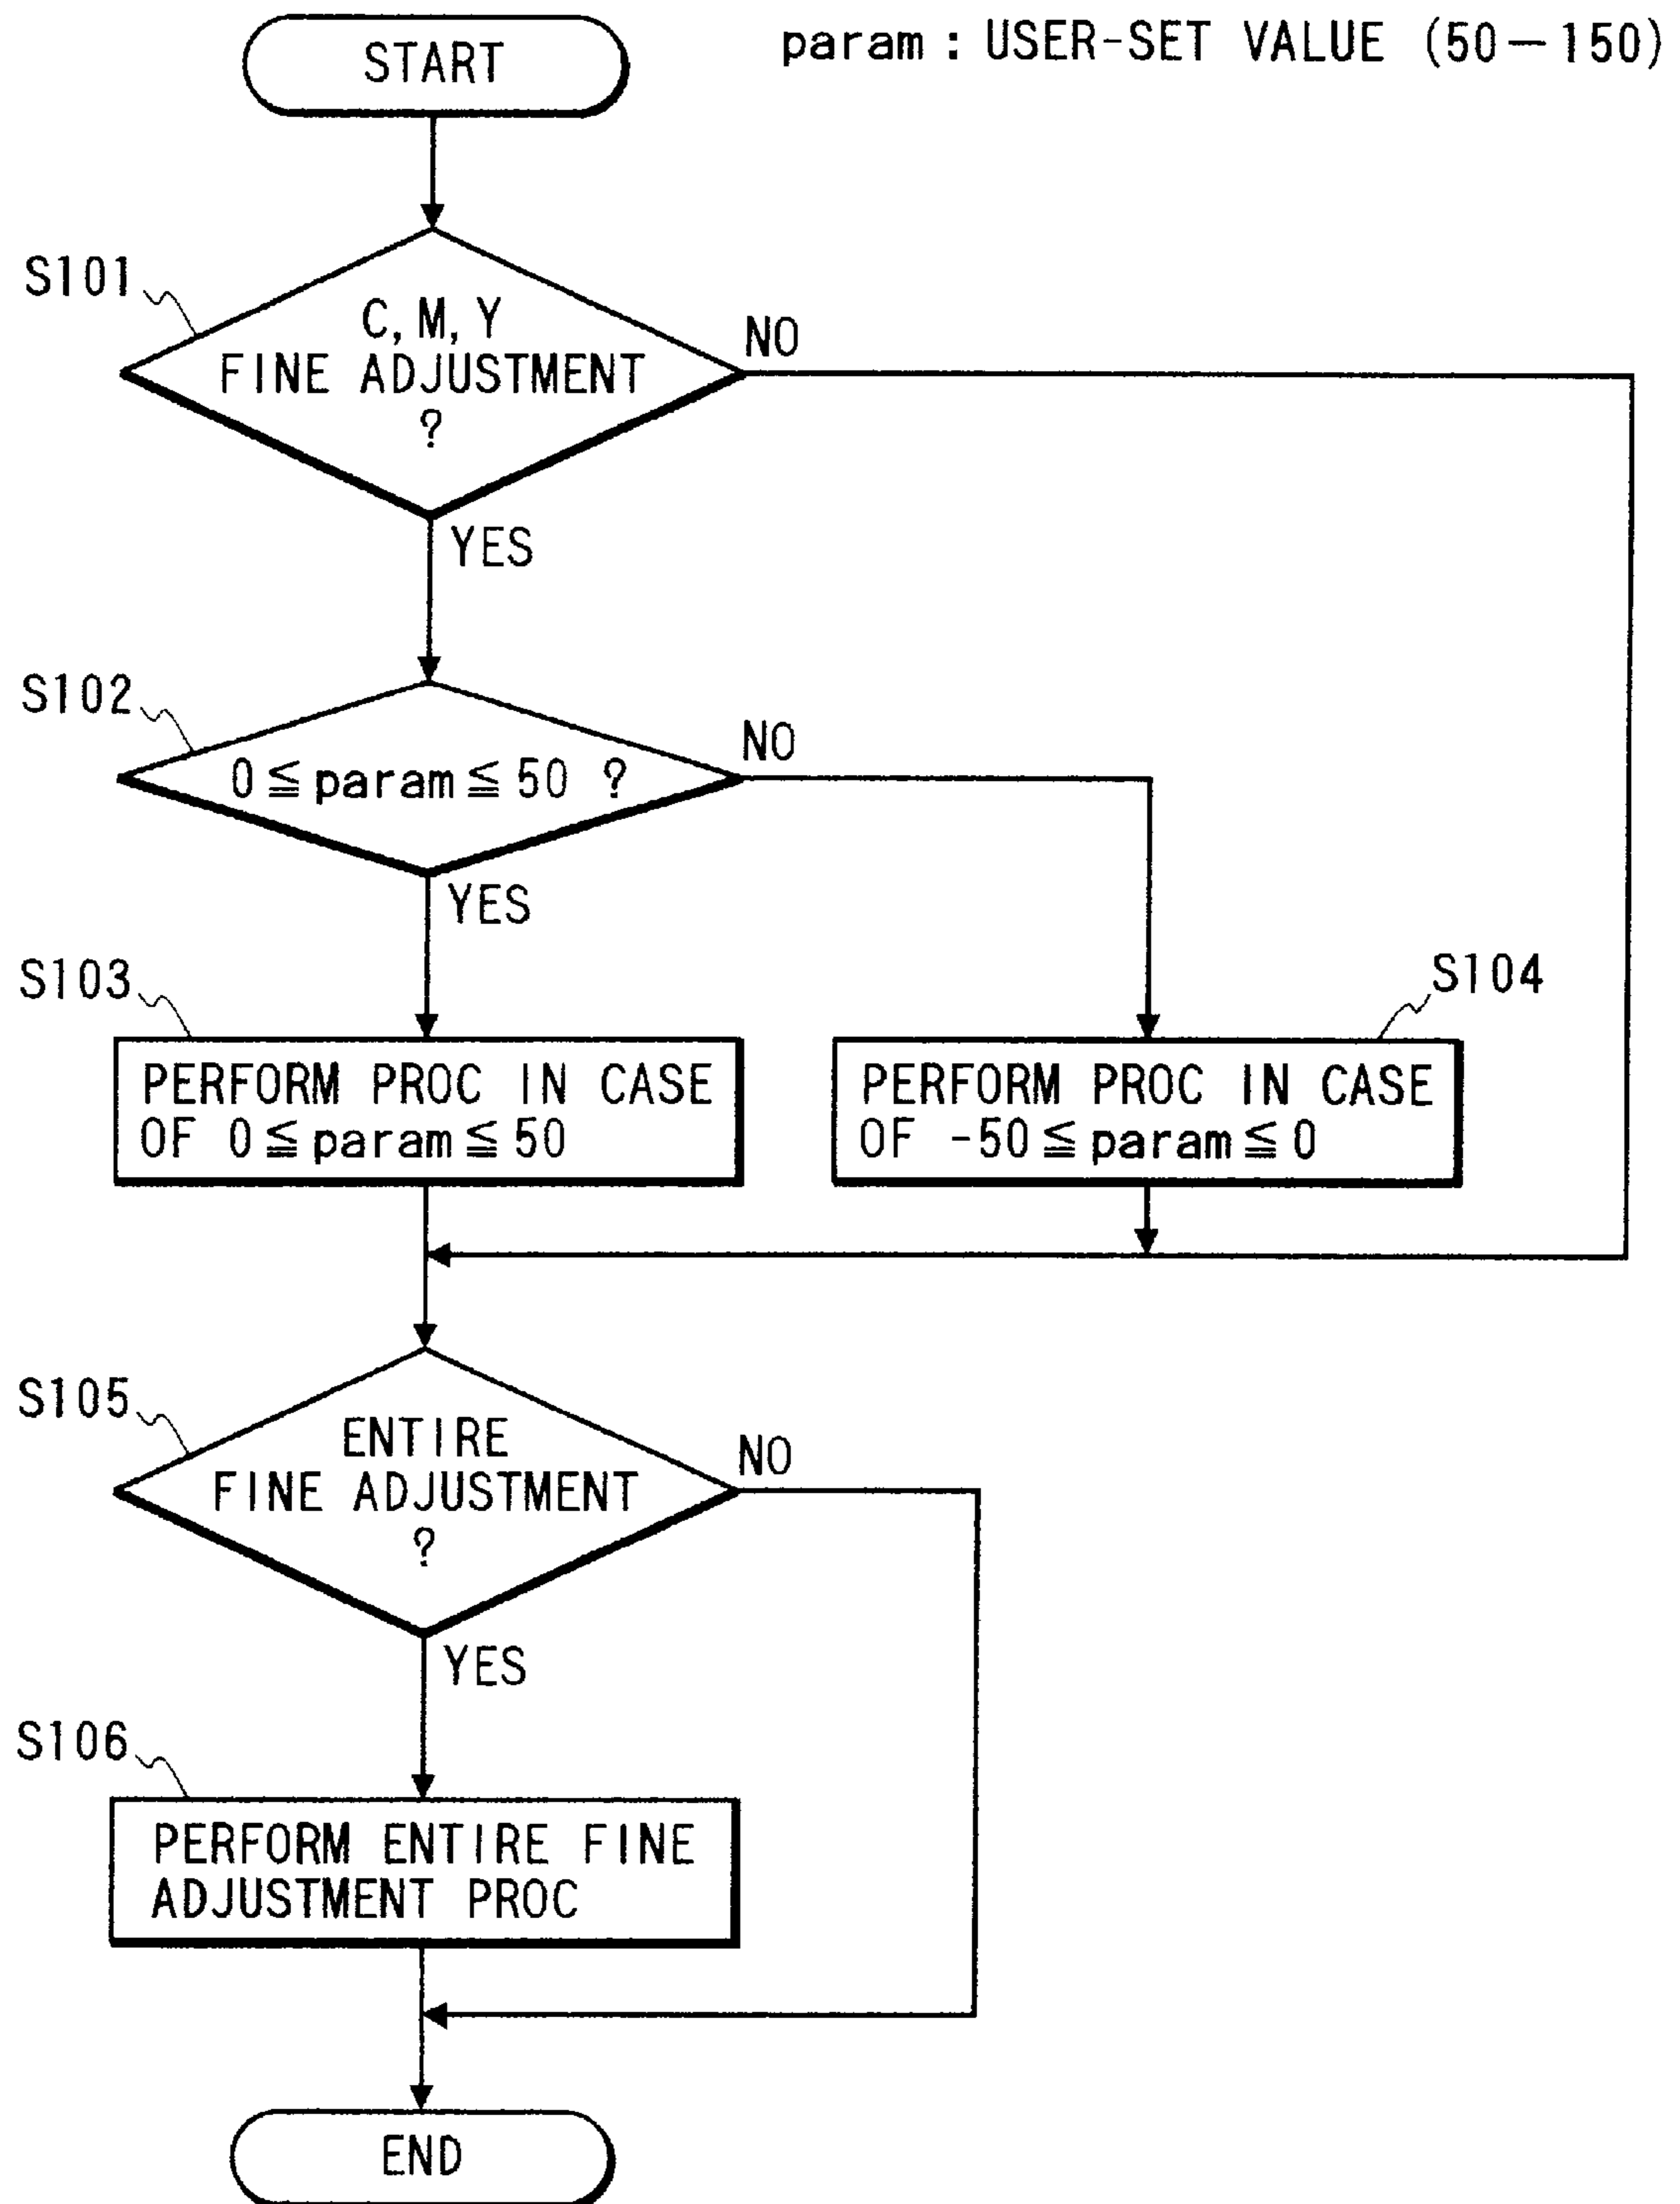 START
param : USER-SET VALUE (50—150)
S101
C, M, Y
FINE ADJUSTMENT
?
NO
YES
S102
0 ≦ param ≦ 50 ?
NO
YES
S103
PERFORM PROC IN CASE
OF 0 ≦ param ≦ 50
S104
PERFORM PROC IN CASE
OF -50 ≦ param ≦ 0
S105
ENTIRE
FINE ADJUSTMENT
?
NO
YES
S106
PERFORM ENTIRE FINE
ADJUSTMENT PROC
END